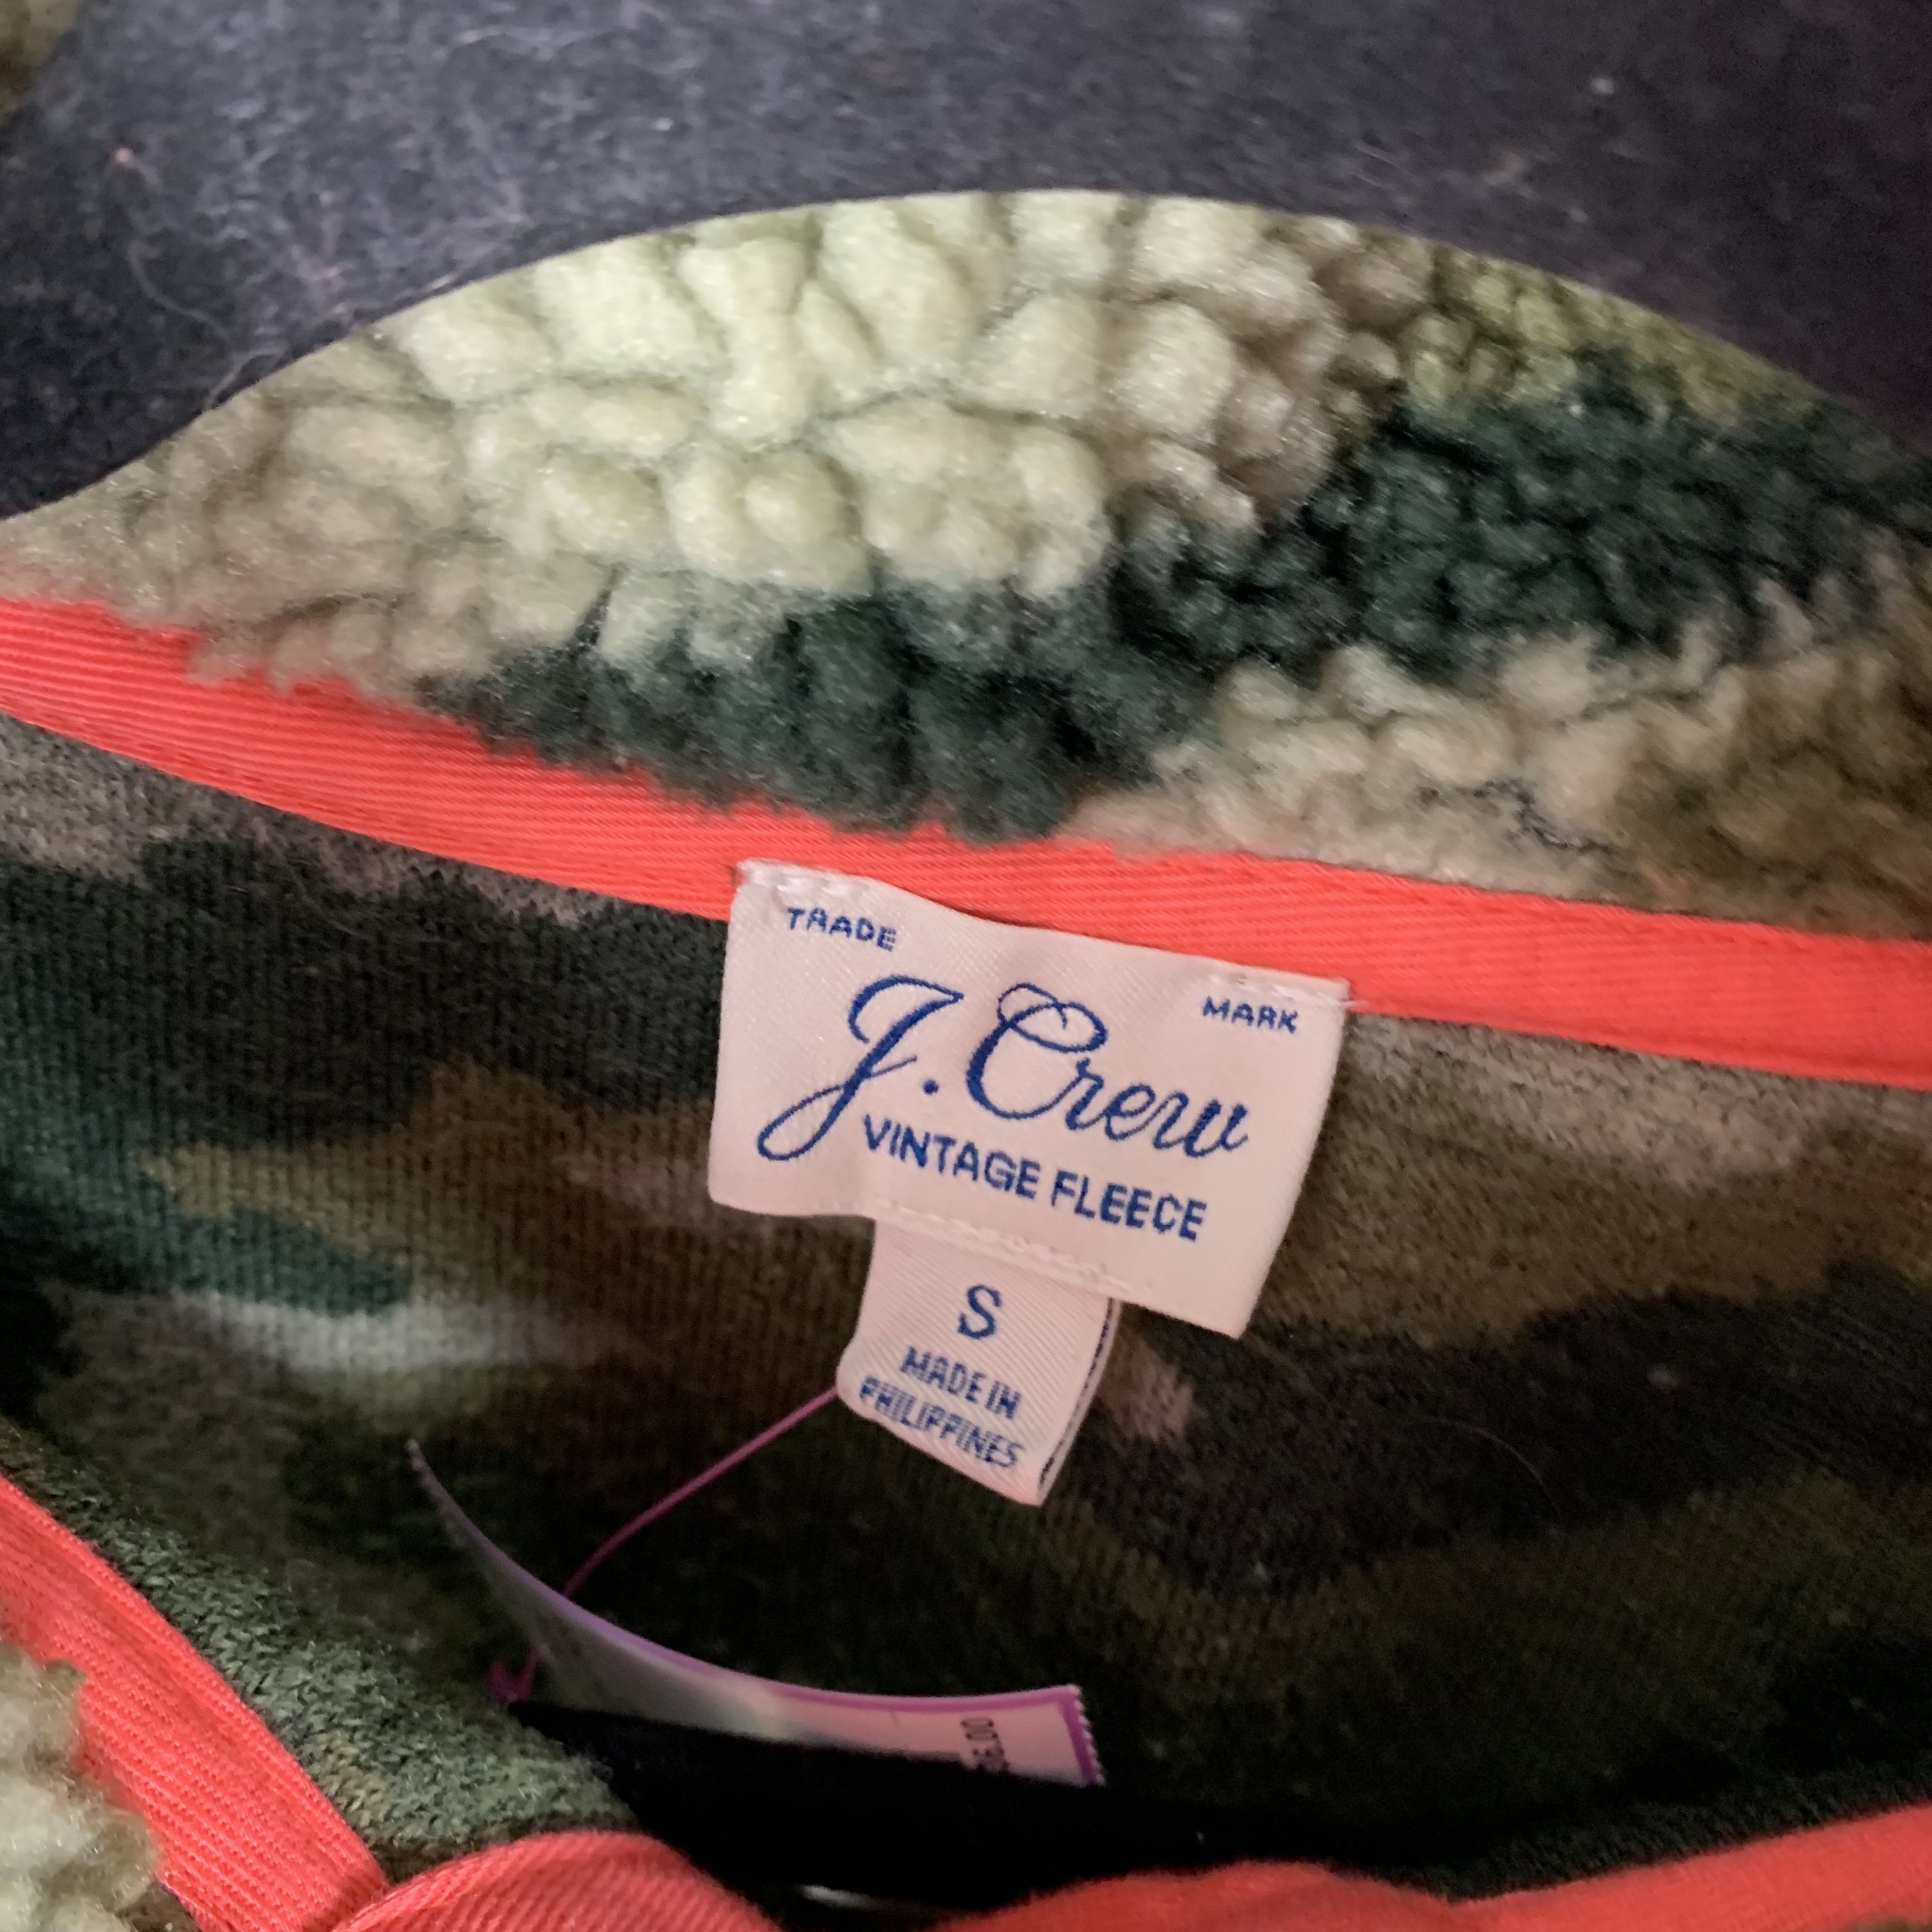 TRADE MARK
J.Crew
VINTAGE FLEECE
S
MADE IN
PHILIPPINES